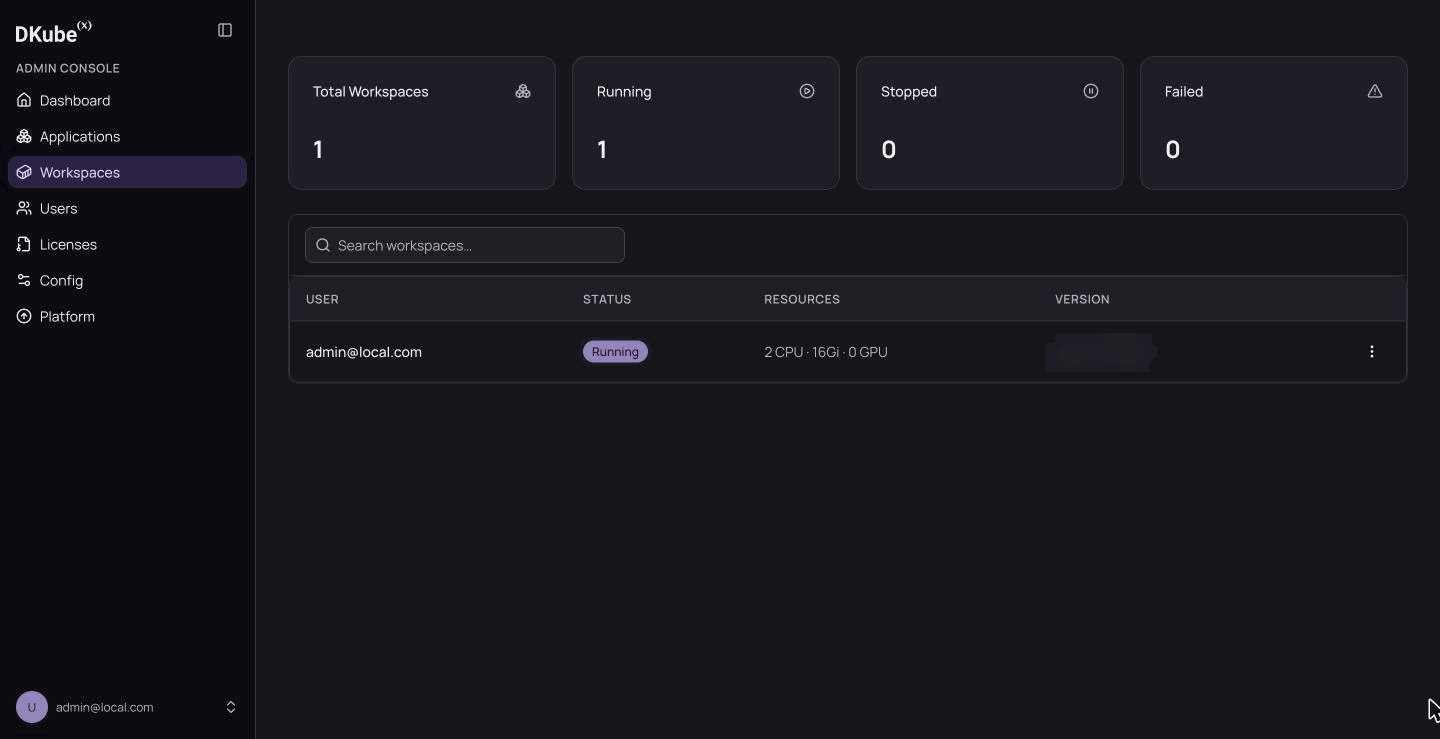 DKube(x)
ADMIN CONSOLE
Dashboard
Applications
Workspaces
Users
Licenses
Config
Platform
U admin@local.com
Total Workspaces
1
Running
1
Stopped
0
Failed
0
Search workspaces...
USER STATUS RESOURCES VERSION
admin@local.com Running 2 CPU · 16Gi · 0 GPU